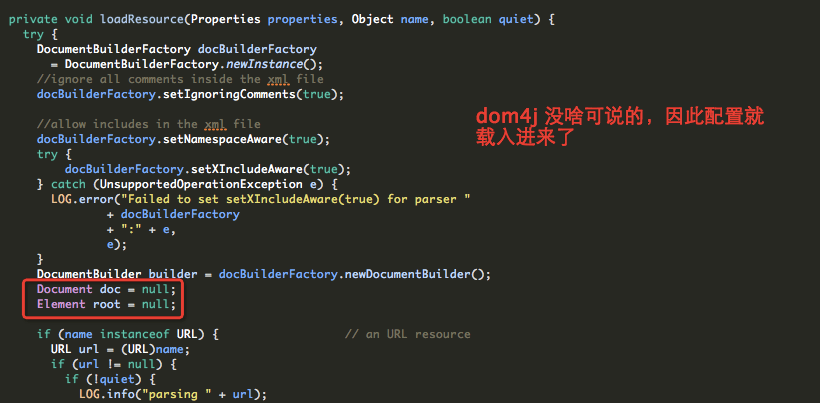 private void loadResource(Properties properties, Object name, boolean quiet) {
try {
DocumentBuilderFactory docBuilderFactory
= DocumentBuilderFactory.newInstance();
//ignore all comments inside the xml file
docBuilderFactory.setIgnoringComments(true);
//allow includes in the xml file
docBuilderFactory.setNamespaceAware(true);
try {
docBuilderFactory.setXIncludeAware(true);
} catch (UnsupportedOperationException e) {
LOG.error("Failed to set setXIncludeAware(true) for parser "
+ docBuilderFactory
+ ":" + e,
e);
}
DocumentBuilder builder = docBuilderFactory.newDocumentBuilder();
Document doc = null;
Element root = null;
if (name instanceof URL) { // an URL resource
URL url = (URL)name;
if (url != null) {
if (!quiet) {
LOG.info("parsing " + url);
dom4j 没啥可说的，因此配置就
载入进来了